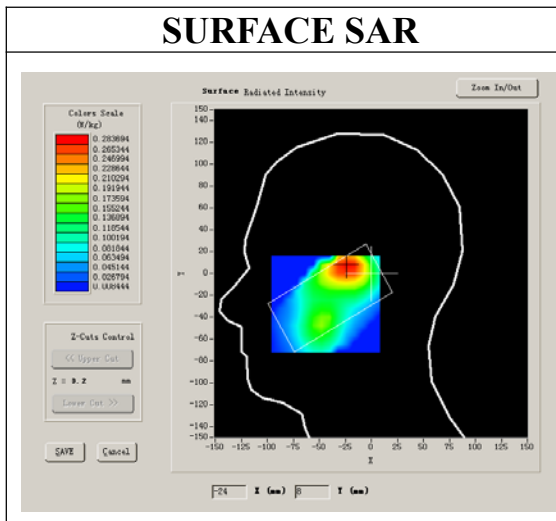 SURFACE SAR
Surface Radiated Intensity
Zoom In/Out
Colors Scale
(W/kg)
0.283694
0.265344
0.246994
0.228644
0.210294
0.191944
0.173594
0.155244
0.136894
0.118544
0.100194
0.081844
0.063494
0.045144
0.026794
0.008444
Z-Cuts Control
<< Upper Cut
Z = 3.2 mm
Lower Cut >>
SAVE Cancel
150
140
120
100
80
60
40
20
0
-20
-40
-60
-80
-100
-120
-140
-150
Y
-150 -125 -100 -75 -50 -25 0 25 50 75 100 125 150
X
-24 X (mm) 8 Y (mm)